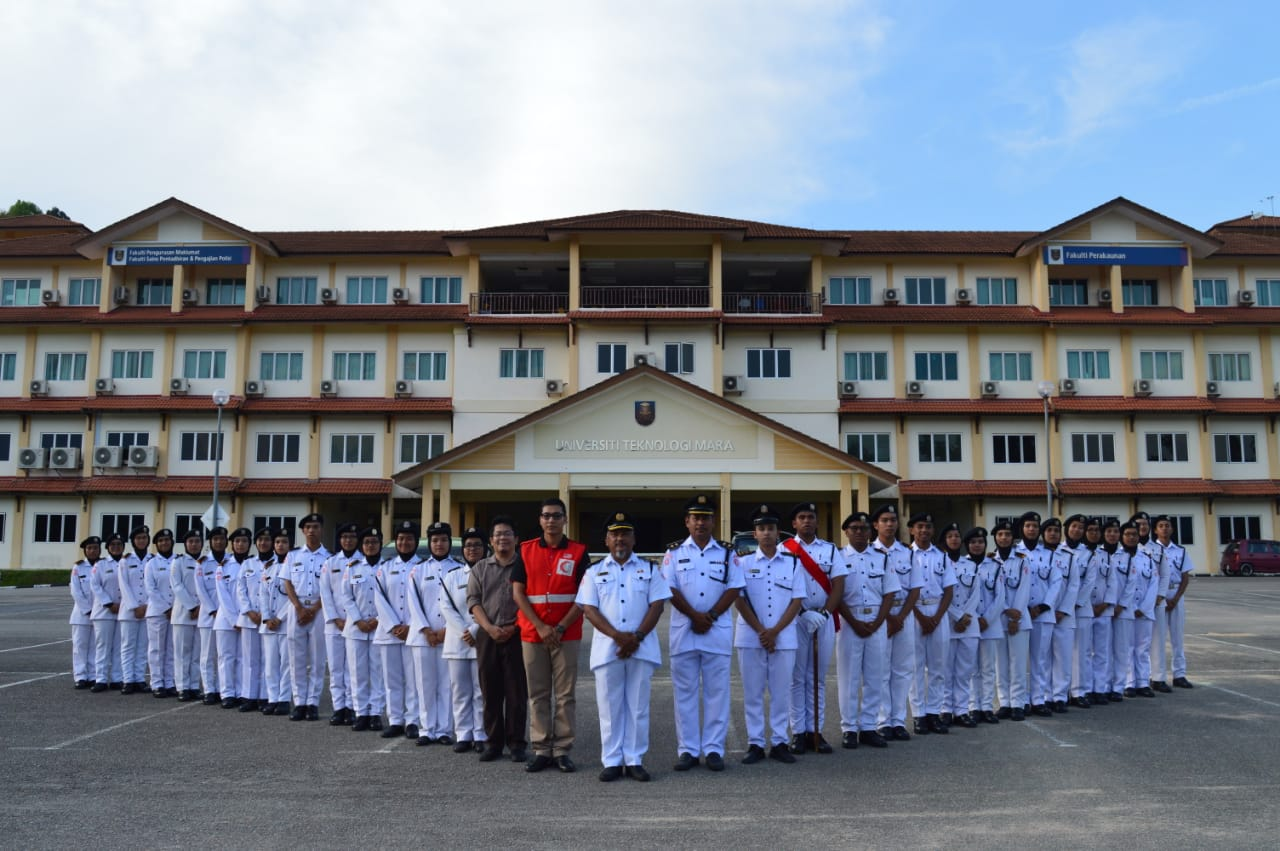 Fakulti Pengurusan Maklumat
Fakulti Sains Pentadbiran & Pengajian Polisi
Fakulti Perakaunan
UNIVERSITI TEKNOLOGI MARA